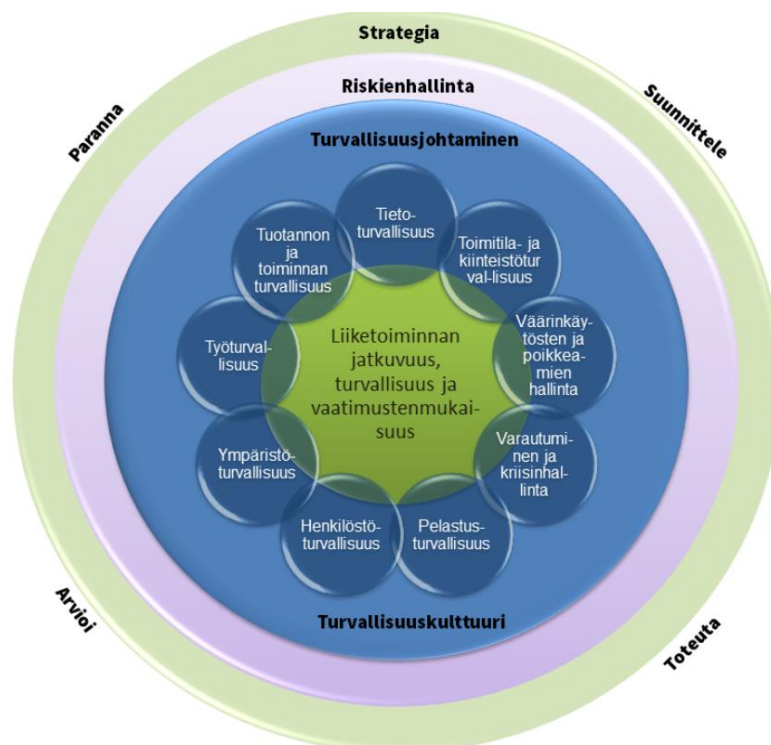 Strategia
Riskienhallinta
Paranna
Suunnittele
Turvallisuusjohtaminen
Tieto-
turvallisuus
Tuotannon
ja
toiminnan
turvallisuus
Toimitila- ja
kiinteistötur
val-lisuus
Työturval-
lisuus
Liiketoiminnan
jatkuvuus,
turvallisuus ja
vaatimustenmukai-
suus
Väärinkäy-
tösten ja
poikkea-
mien
hallinta
Ympäristö-
turvallisuus
Varautumi-
nen ja
kriisinhal-
linta
Henkilöstö-
turvallisuus
Pelastus-
turvallisuus
Arvioi
Turvallisuuskulttuuri
Toteuta